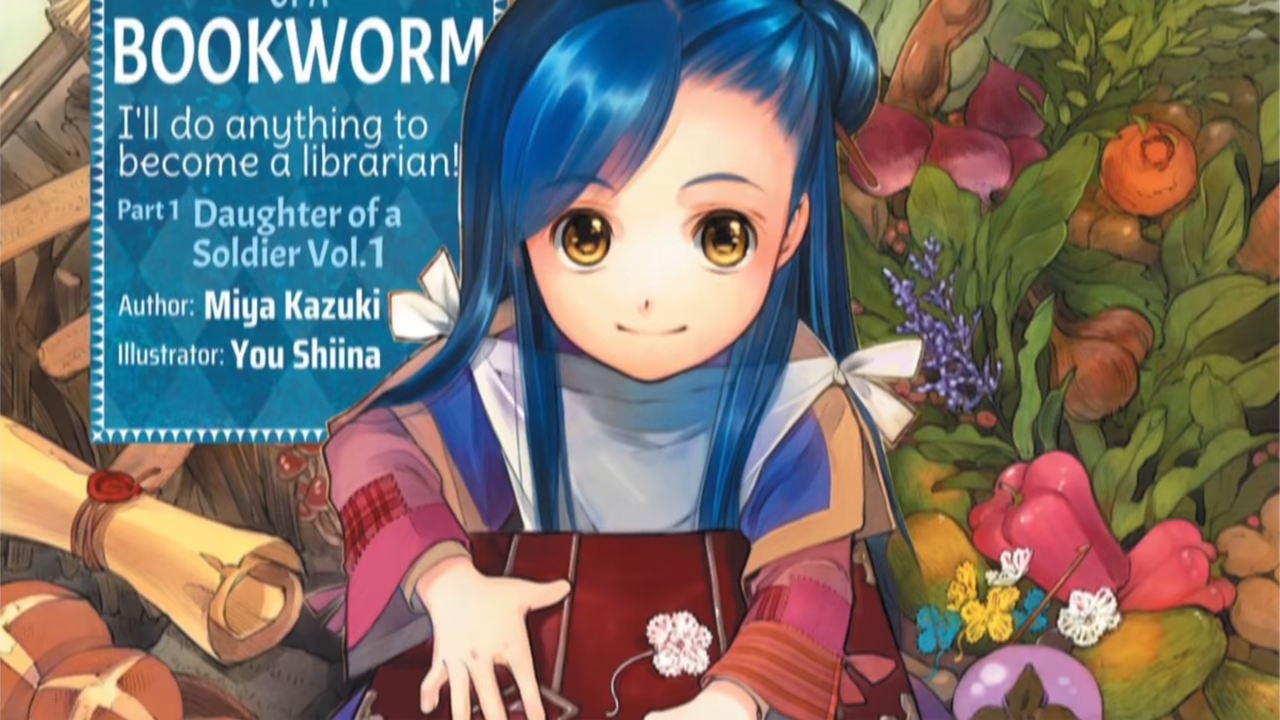 OF A
BOOKWORM
I'll do anything to
become a librarian!
Part 1 Daughter of a
Soldier Vol.1
Author: Miya Kazuki
Illustrator: You Shiina